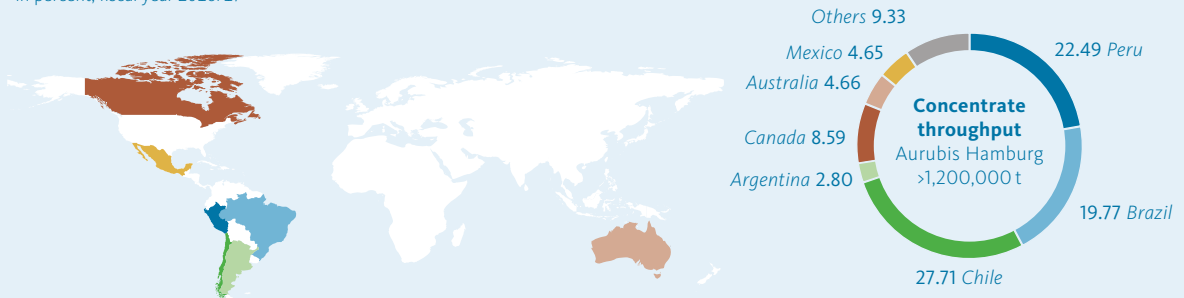 Others 9.33
Mexico 4.65
Australia 4.66
Canada 8.59
Argentina 2.80
22.49 Peru
19.77 Brazil
27.71 Chile
Concentrate
throughput
Aurubis Hamburg
>1,200,000 t